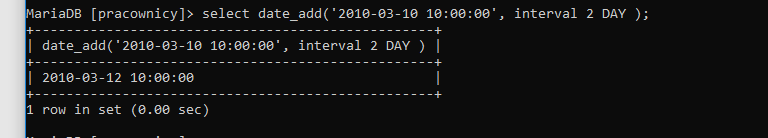 MariaDB [pracownicy]> select date_add('2010-03-10 10:00:00', interval 2 DAY );
+-------------------------------------------------+
| date_add('2010-03-10 10:00:00', interval 2 DAY ) |
+-------------------------------------------------+
| 2010-03-12 10:00:00                              |
+-------------------------------------------------+
1 row in set (0.00 sec)